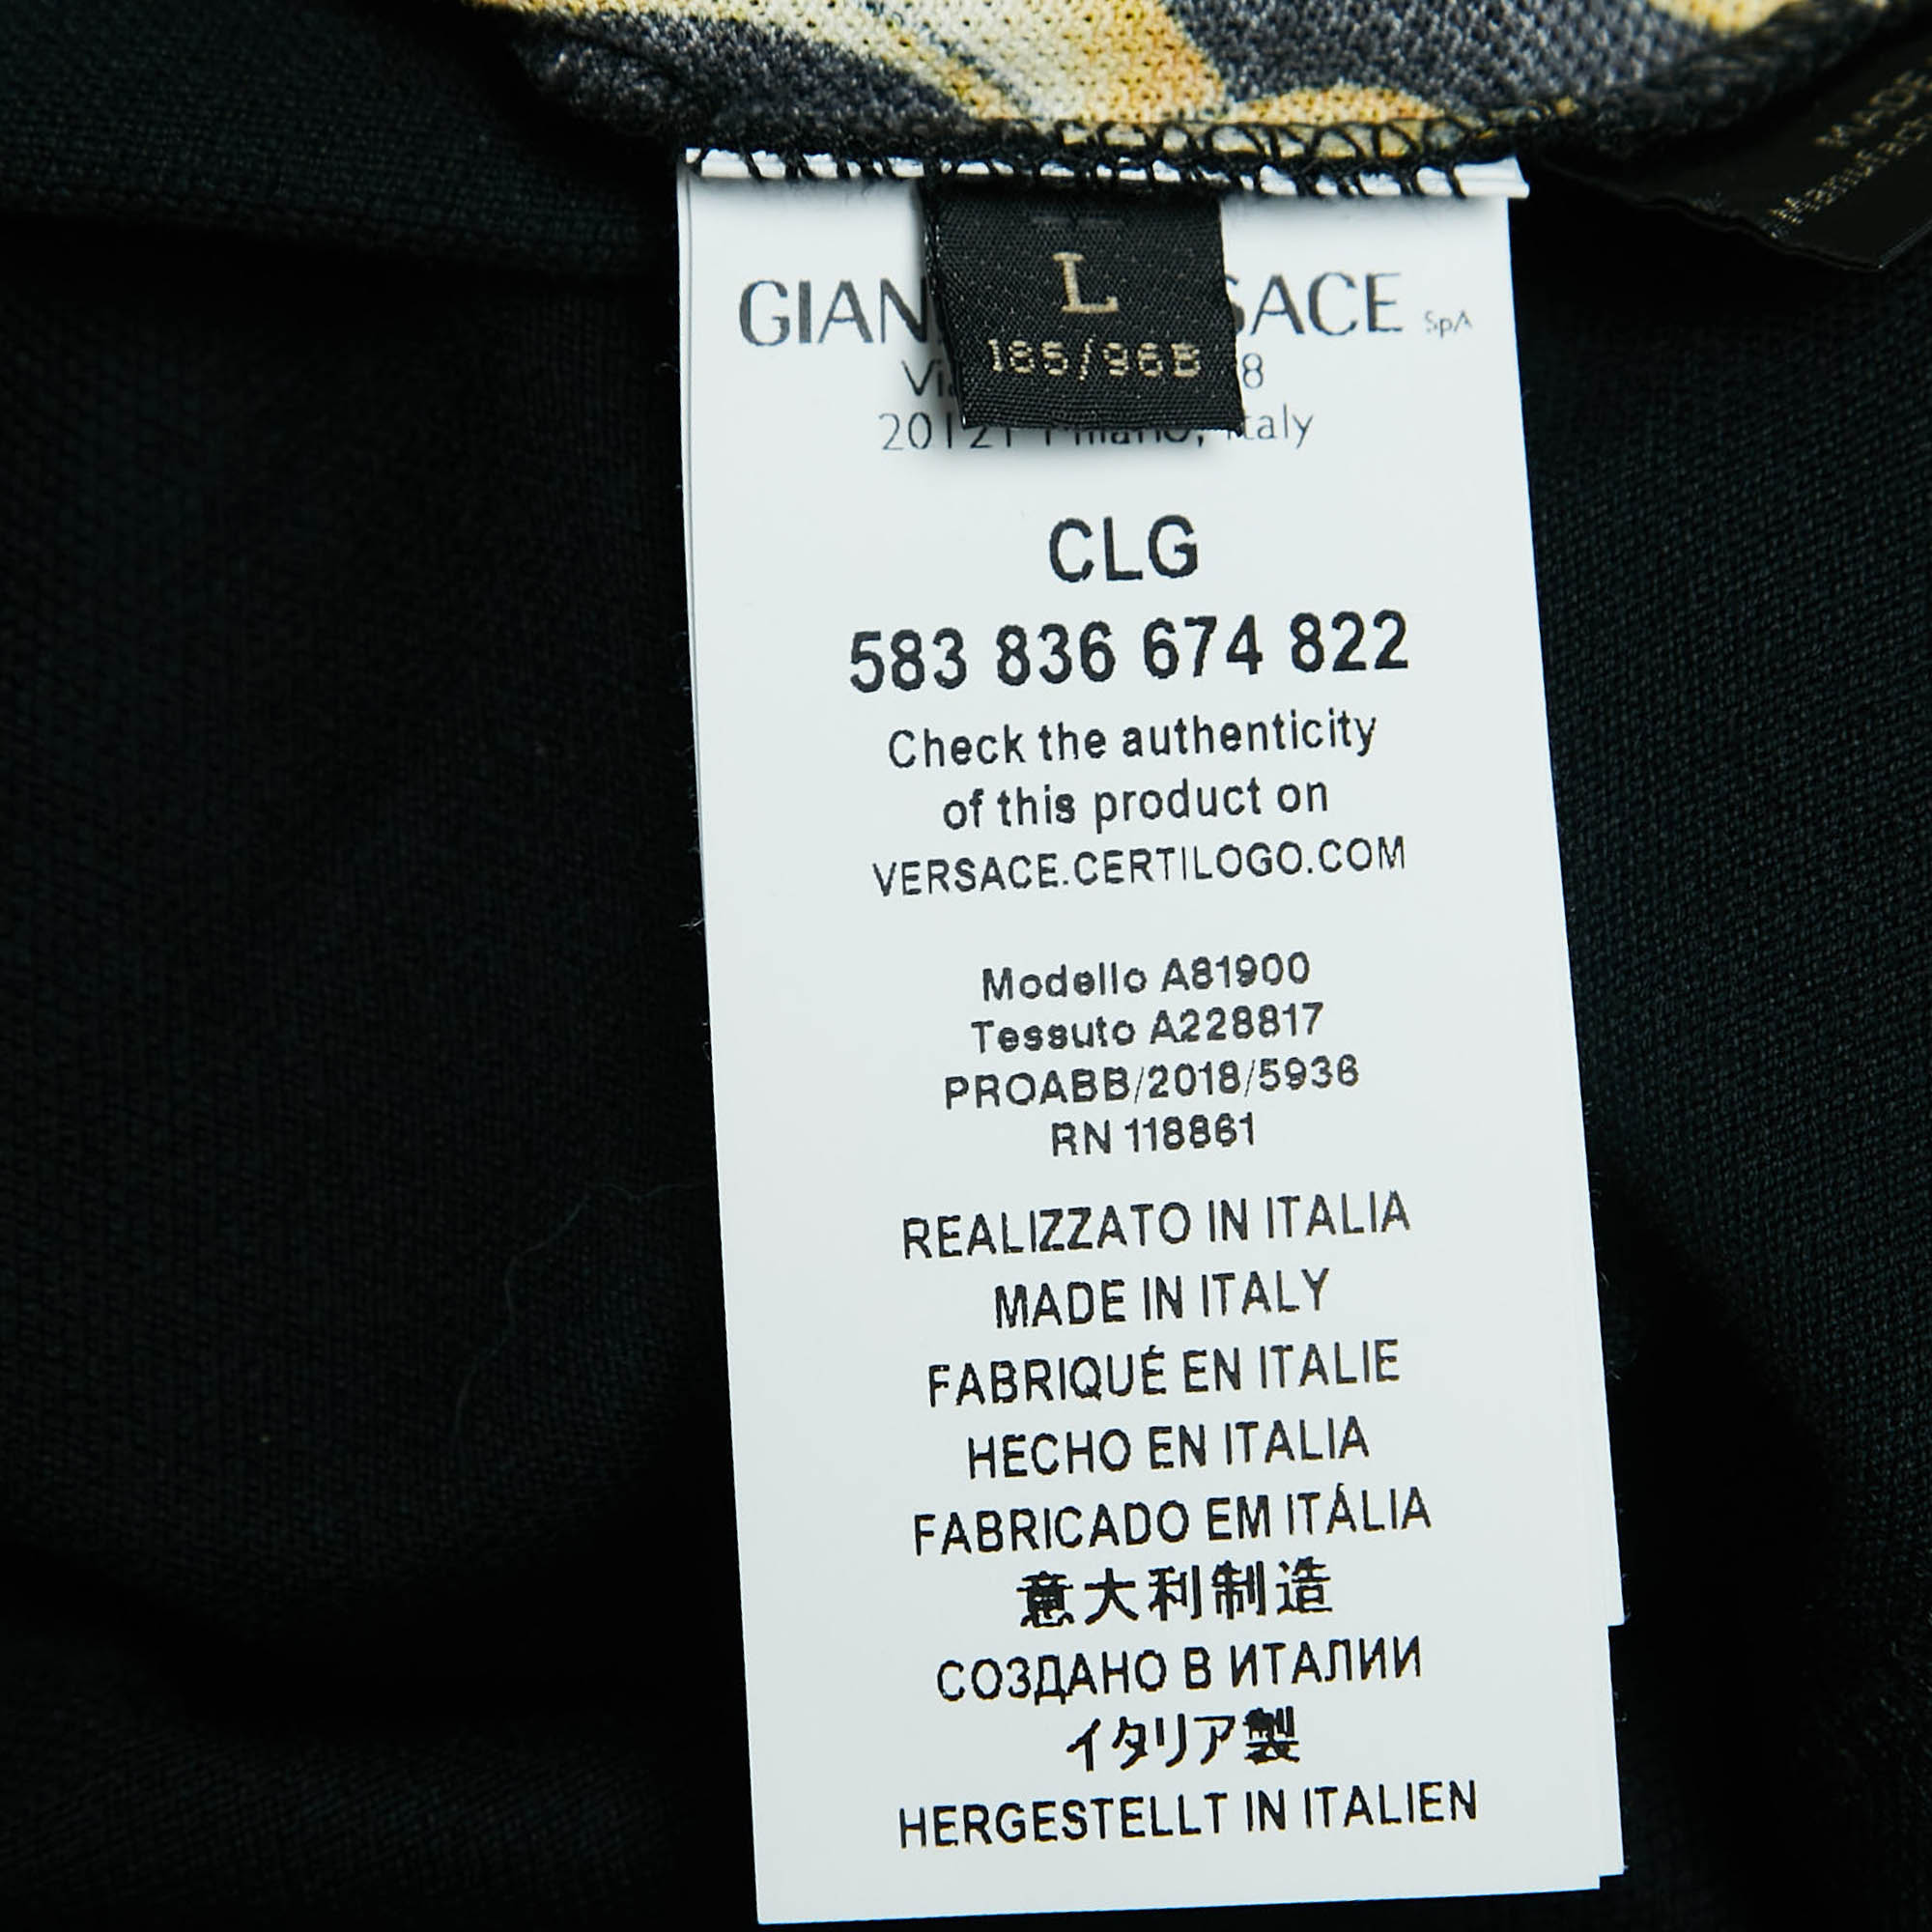 MADE
L
185/96B
SpA
8
20121 Milano, Italy
CLG
583 836 674 822
Check the authenticity
of this product on
VERSACE.CERTILOGO.COM
Modello A81900
Tessuto A228817
PROABB/2018/5936
RN 118861
REALIZZATO IN ITALIA
MADE IN ITALY
FABRIQUÉ EN ITALIE
HECHO EN ITALIA
FABRICADO EM ITÁLIA
意大利制造
СОЗДАНО В ИТАЛИИ
イタリア製
HERGESTELLT IN ITALIEN